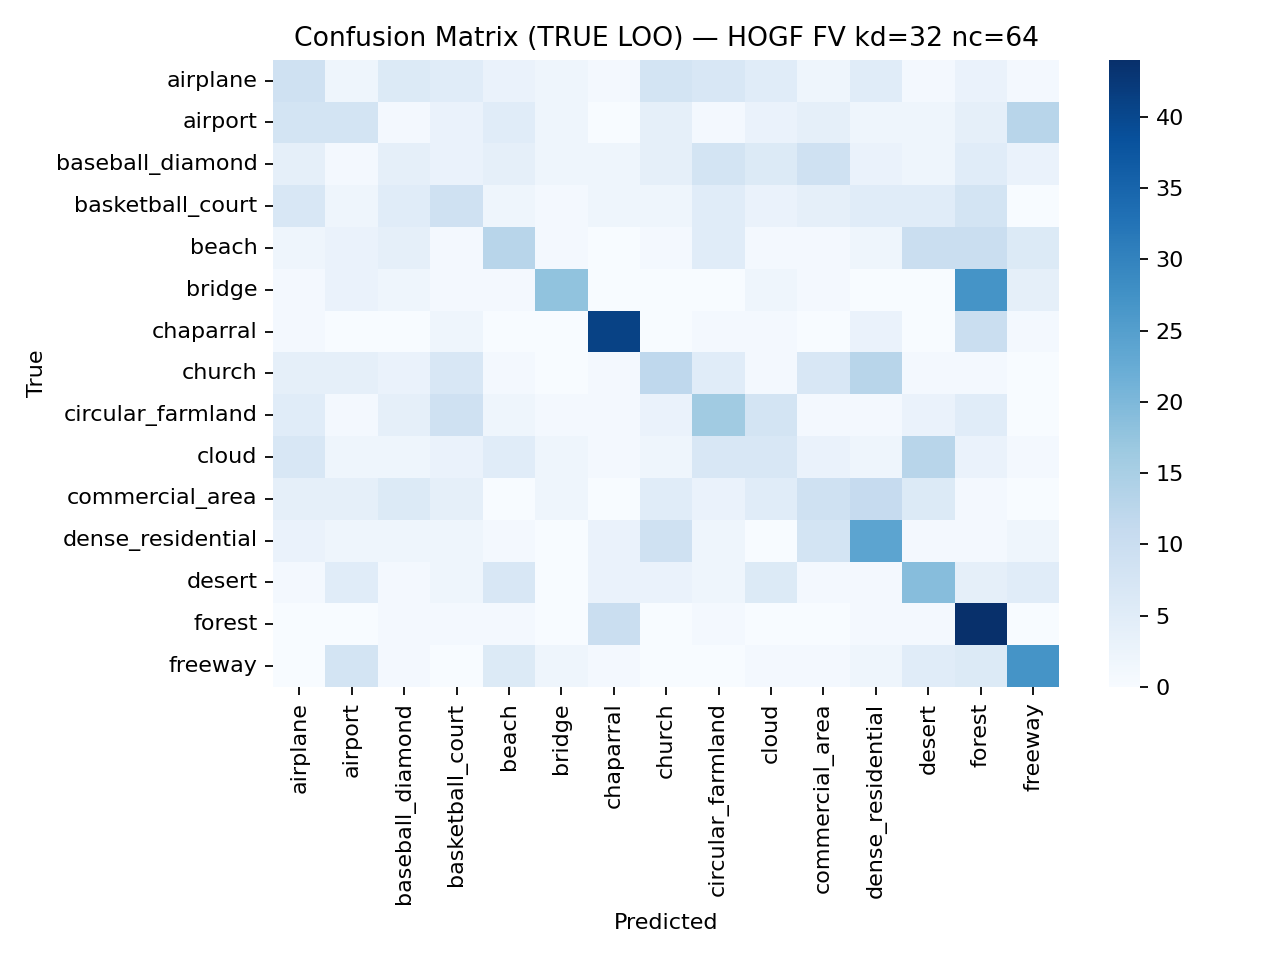 Confusion Matrix (TRUE LOO) — HOGF FV kd=32 nc=64
True
airplane
airport
baseball_diamond
basketball_court
beach
bridge
chaparral
church
circular_farmland
cloud
commercial_area
dense_residential
desert
forest
freeway
airplane
airport
baseball_diamond
basketball_court
beach
bridge
chaparral
church
circular_farmland
cloud
commercial_area
dense_residential
desert
forest
freeway
Predicted
40
35
30
25
20
15
10
5
0